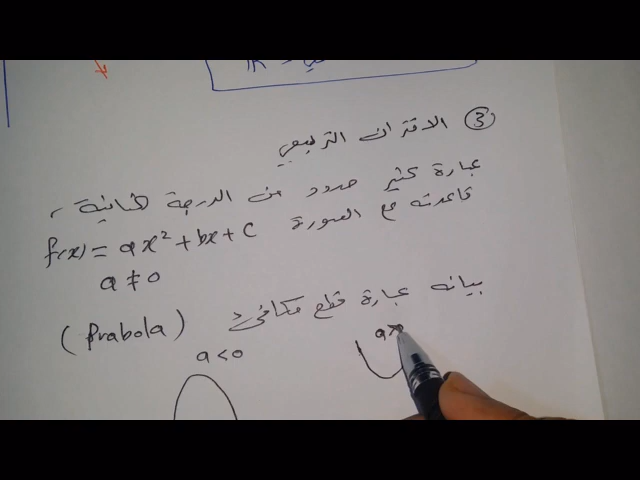 ③ الاقتران التربيعي
عبارة كثير حدود من الدرجة الثانية،
قاعدته مع الصورة f(x) = ax² + bx + c
a ≠ 0
بيانه عبارة قطع مكافئ (Prabola)
a>
a<0